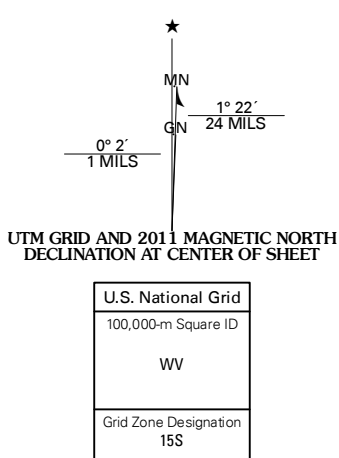 ★
MN
1° 22´
24 MILS
GN
0° 2´
1 MILS
UTM GRID AND 2011 MAGNETIC NORTH
DECLINATION AT CENTER OF SHEET
U.S. National Grid
100,000-m Square ID
WV
Grid Zone Designation
15S